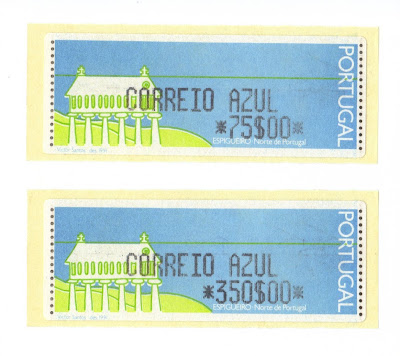 CORREIO AZUL
*75$00*
ESPIGUEIRO - Norte de Portugal
PORTUGAL
CORREIO AZUL
*350$00*
ESPIGUEIRO - Norte de Portugal
PORTUGAL